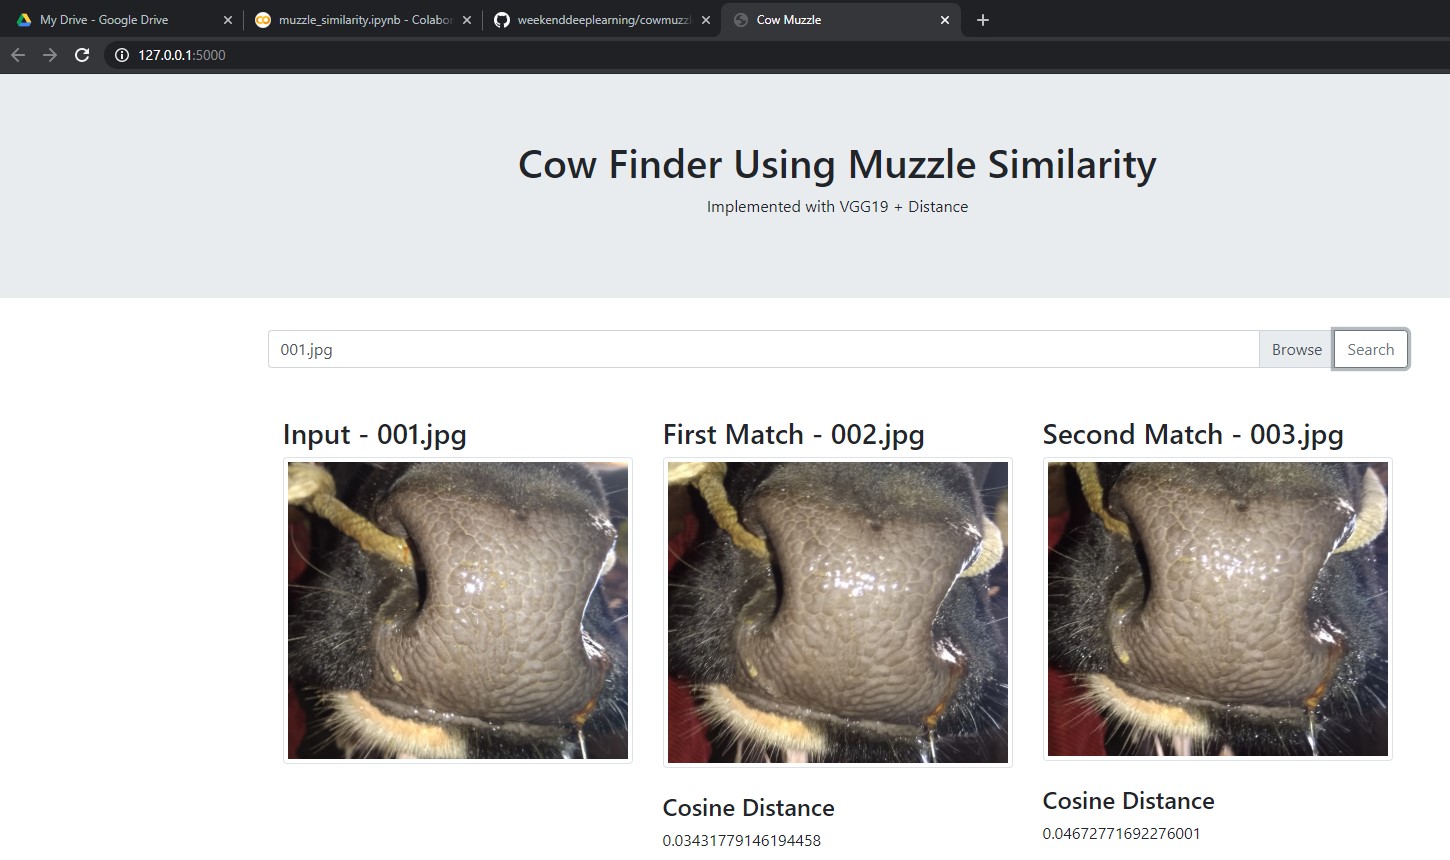 My Drive - Google Drive
muzzle_similarity.ipynb - Colabor
weekenddeeplearning/cowmuzzl
Cow Muzzle
127.0.0.1:5000
Cow Finder Using Muzzle Similarity
Implemented with VGG19 + Distance
001.jpg
Browse
Search
Input - 001.jpg
First Match - 002.jpg
Second Match - 003.jpg
Cosine Distance
0.03431779146194458
Cosine Distance
0.04672771692276001